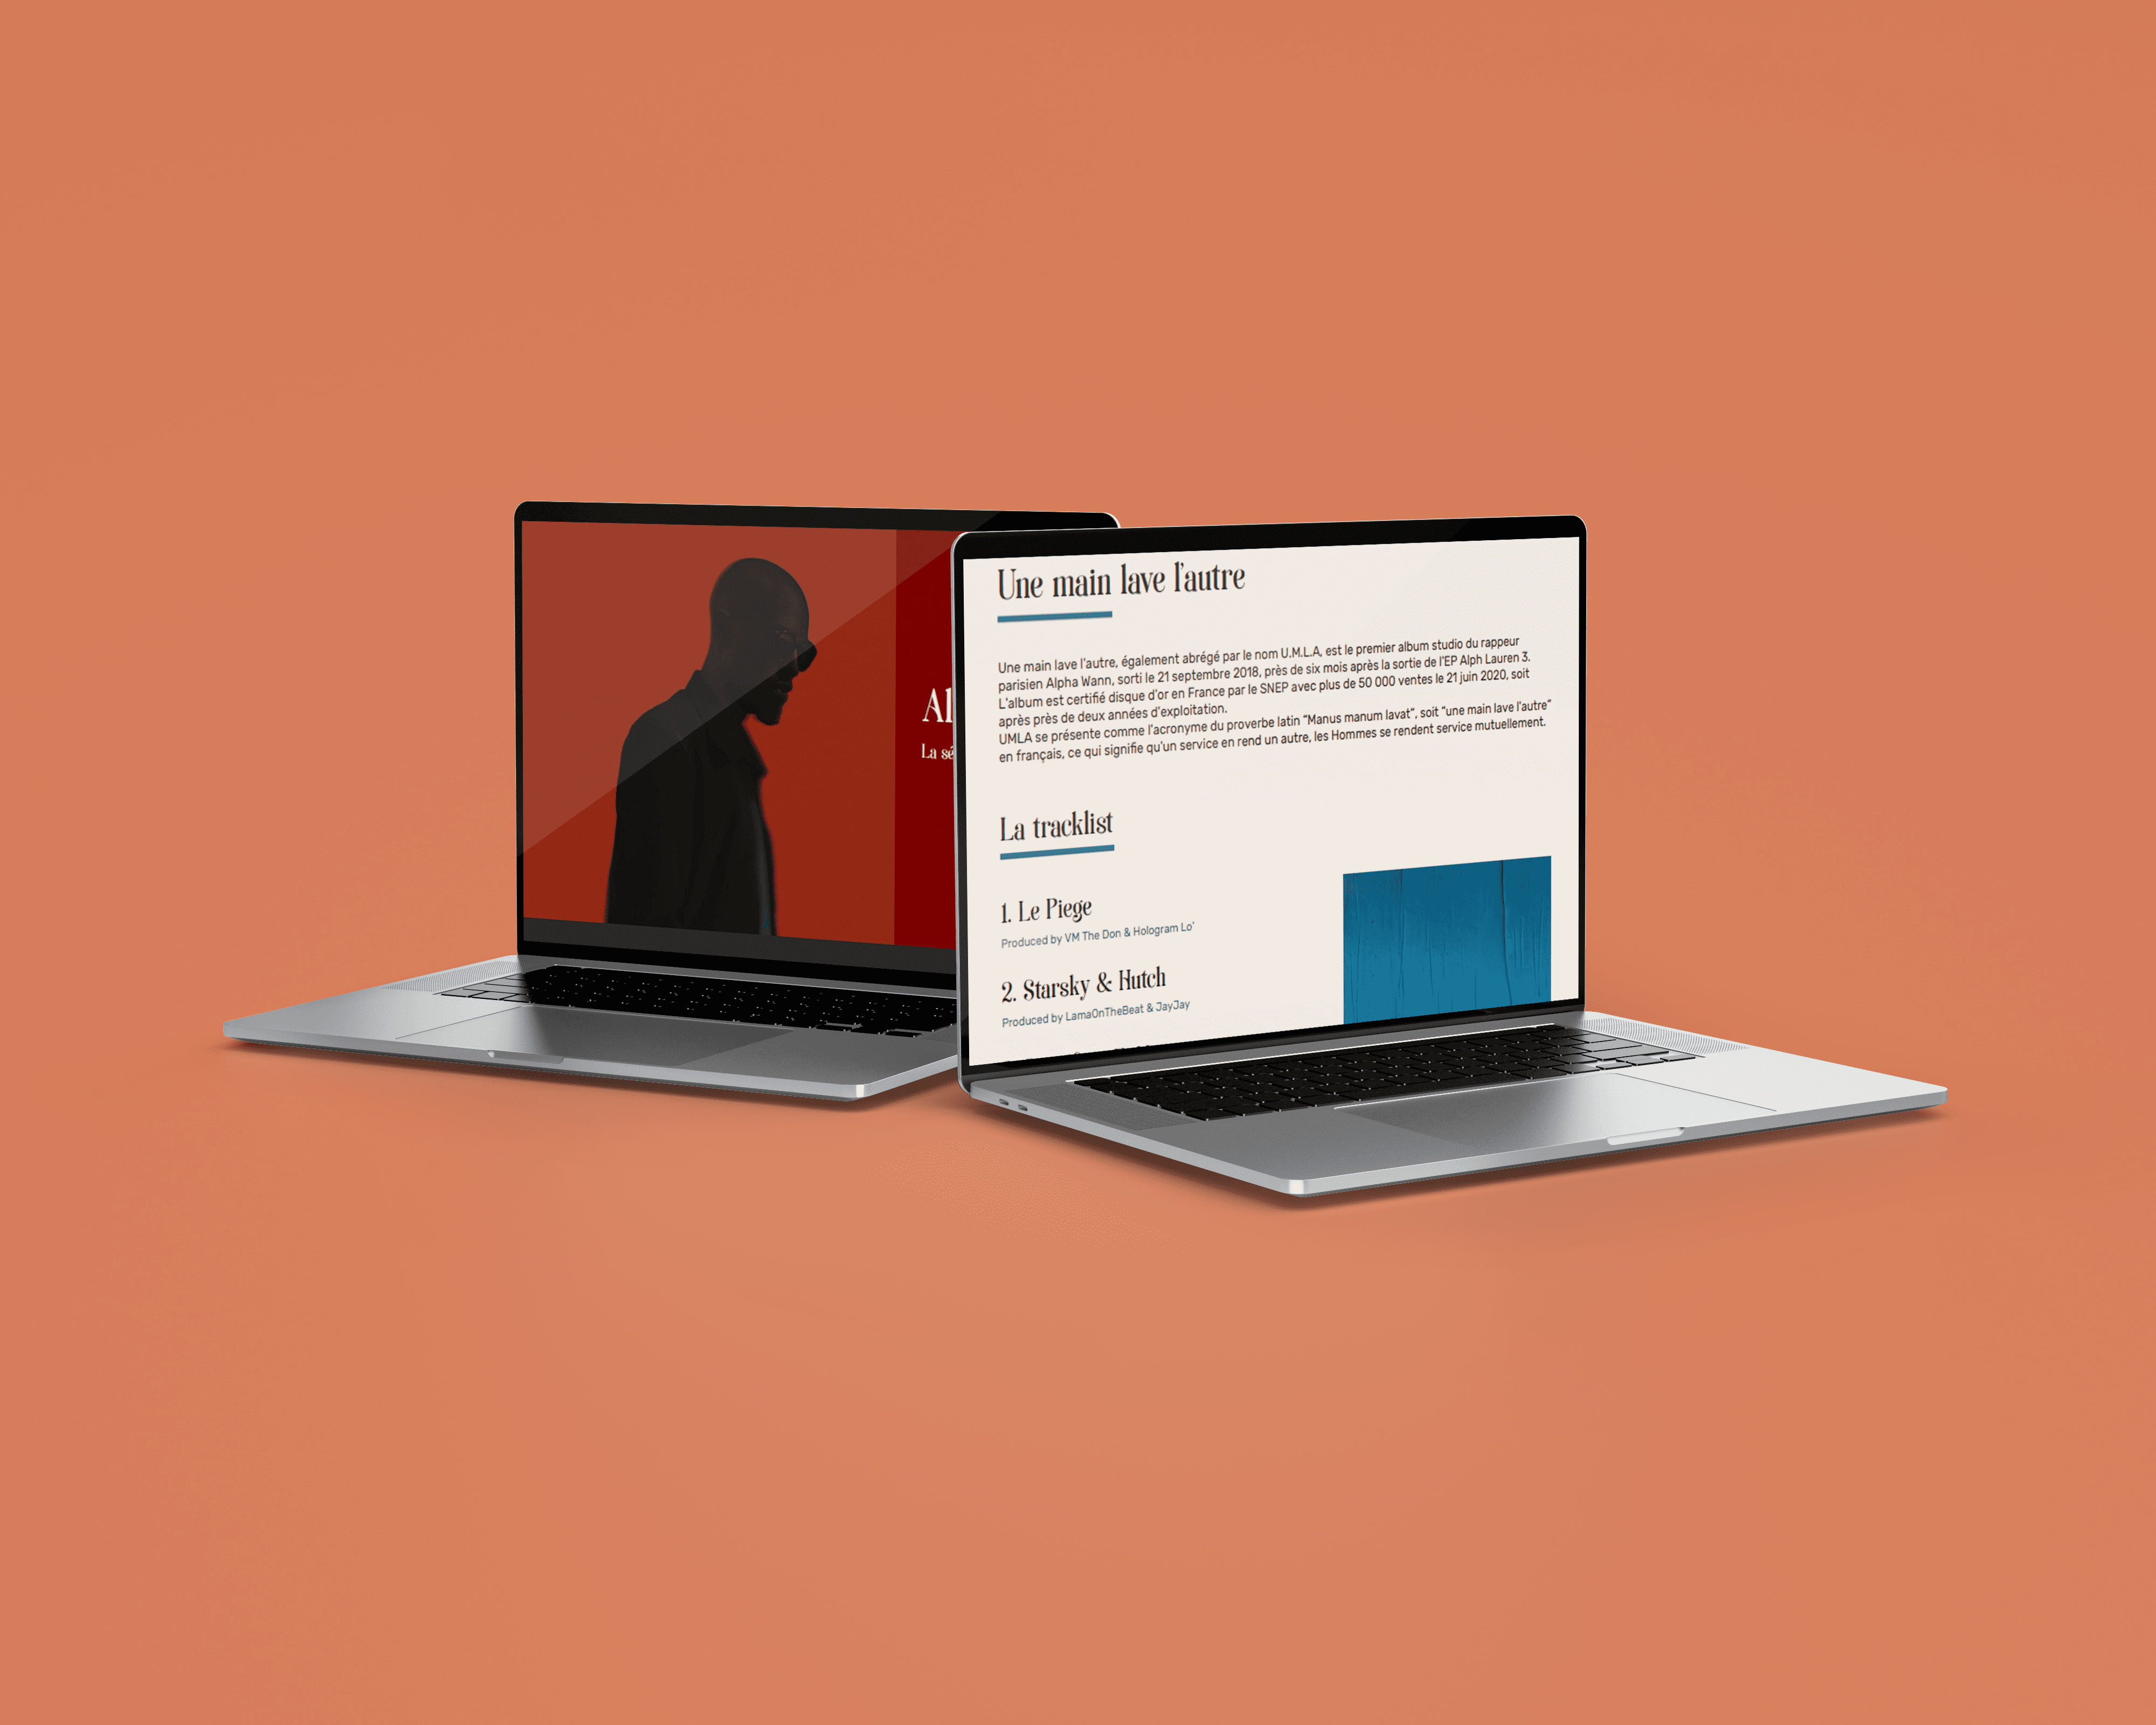 Al
La sé
Une main lave l'autre
Une main lave l'autre, également abrégé par le nom U.M.L.A, est le premier album studio du rappeur
parisien Alpha Wann, sorti le 21 septembre 2018, près de six mois après la sortie de l'EP Alph Lauren 3.
L'album est certifié disque d'or en France par le SNEP avec plus de 50 000 ventes le 21 juin 2020, soit
après près de deux années d'exploitation.
UMLA se présente comme l'acronyme du proverbe latin "Manus manum lavat", soit "une main lave l'autre"
en français, ce qui signifie qu'un service en rend un autre, les Hommes se rendent service mutuellement.
La tracklist
1. Le Piege
Produced by VM The Don & Hologram Lo'
2. Starsky & Hutch
Produced by LamaOnTheBeat & JayJay